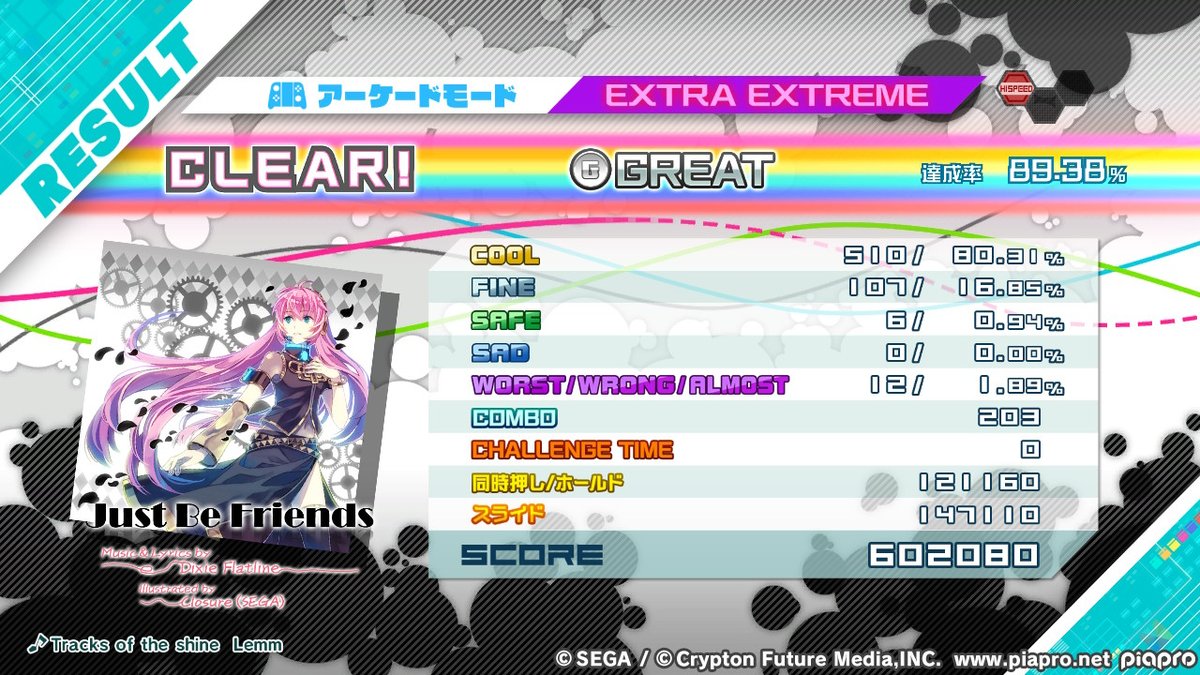 RESULT
アーケードモード
EXTRA EXTREME
HISPEED
CLEAR!
G GREAT
達成率 89.38%
COOL 510/ 80.31%
FINE 107/ 16.85%
SAFE 6/ 0.94%
SAD 0/ 0.00%
WORST/WRONG/ALMOST 12/ 1.89%
COMBO 203
CHALLENGE TIME 0
同時押し/ホールド 121160
スライド 147110
SCORE 602080
Just Be Friends
Music & Lyrics by
Dixie Flatline
Illustrated by
Closure (SEGA)
Tracks of the shine Lemm
© SEGA / © Crypton Future Media,INC. www.piapro.net piapro